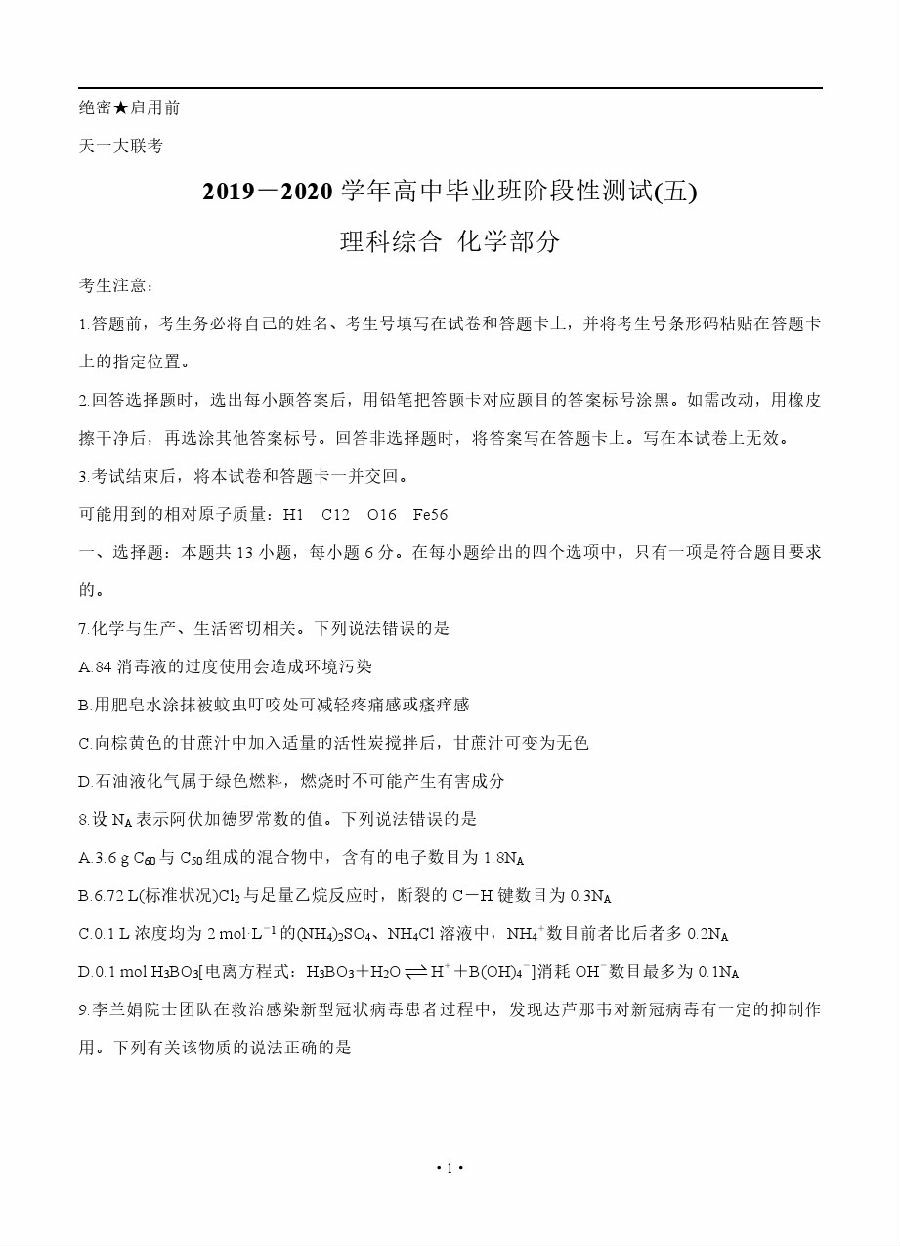 绝密★启用前
天一大联考
2019－2020 学年高中毕业班阶段性测试(五)
理科综合 化学部分
考生注意:
1.答题前，考生务必将自己的姓名、考生号填写在试卷和答题卡上，并将考生号条形码粘贴在答题卡
上的指定位置。
2.回答选择题时，选出每小题答案后，用铅笔把答题卡对应题目的答案标号涂黑。如需改动，用橡皮
擦干净后，再选涂其他答案标号。回答非选择题时，将答案写在答题卡上。写在本试卷上无效。
3.考试结束后，将本试卷和答题卡一并交回。
可能用到的相对原子质量：H1 C12 O16 Fe56
一、选择题：本题共 13 小题，每小题 6 分。在每小题给出的四个选项中，只有一项是符合题目要求
的。
7.化学与生产、生活密切相关。下列说法错误的是
A.84 消毒液的过度使用会造成环境污染
B.用肥皂水涂抹被蚊虫叮咬处可减轻疼痛感或瘙痒感
C.向棕黄色的甘蔗汁中加入适量的活性炭搅拌后，甘蔗汁可变为无色
D.石油液化气属于绿色燃料，燃烧时不可能产生有害成分
8.设 NA 表示阿伏加德罗常数的值。下列说法错误的是
A.3.6 g C60 与 C50 组成的混合物中，含有的电子数目为 1.8NA
B.6.72 L(标准状况)Cl2 与足量乙烷反应时，断裂的 C－H 键数目为 0.3NA
C.0.1 L 浓度均为 2 mol·L−1 的(NH4)2SO4、NH4Cl 溶液中，NH4+ 数目前者比后者多 0.2NA
D.0.1 mol H3BO3[电离方程式：H3BO3＋H2O⇌H+＋B(OH)4−]消耗 OH−数目最多为 0.1NA
9.李兰娟院士团队在救治感染新型冠状病毒患者过程中，发现达芦那韦对新冠病毒有一定的抑制作
用。下列有关该物质的说法正确的是
·1·